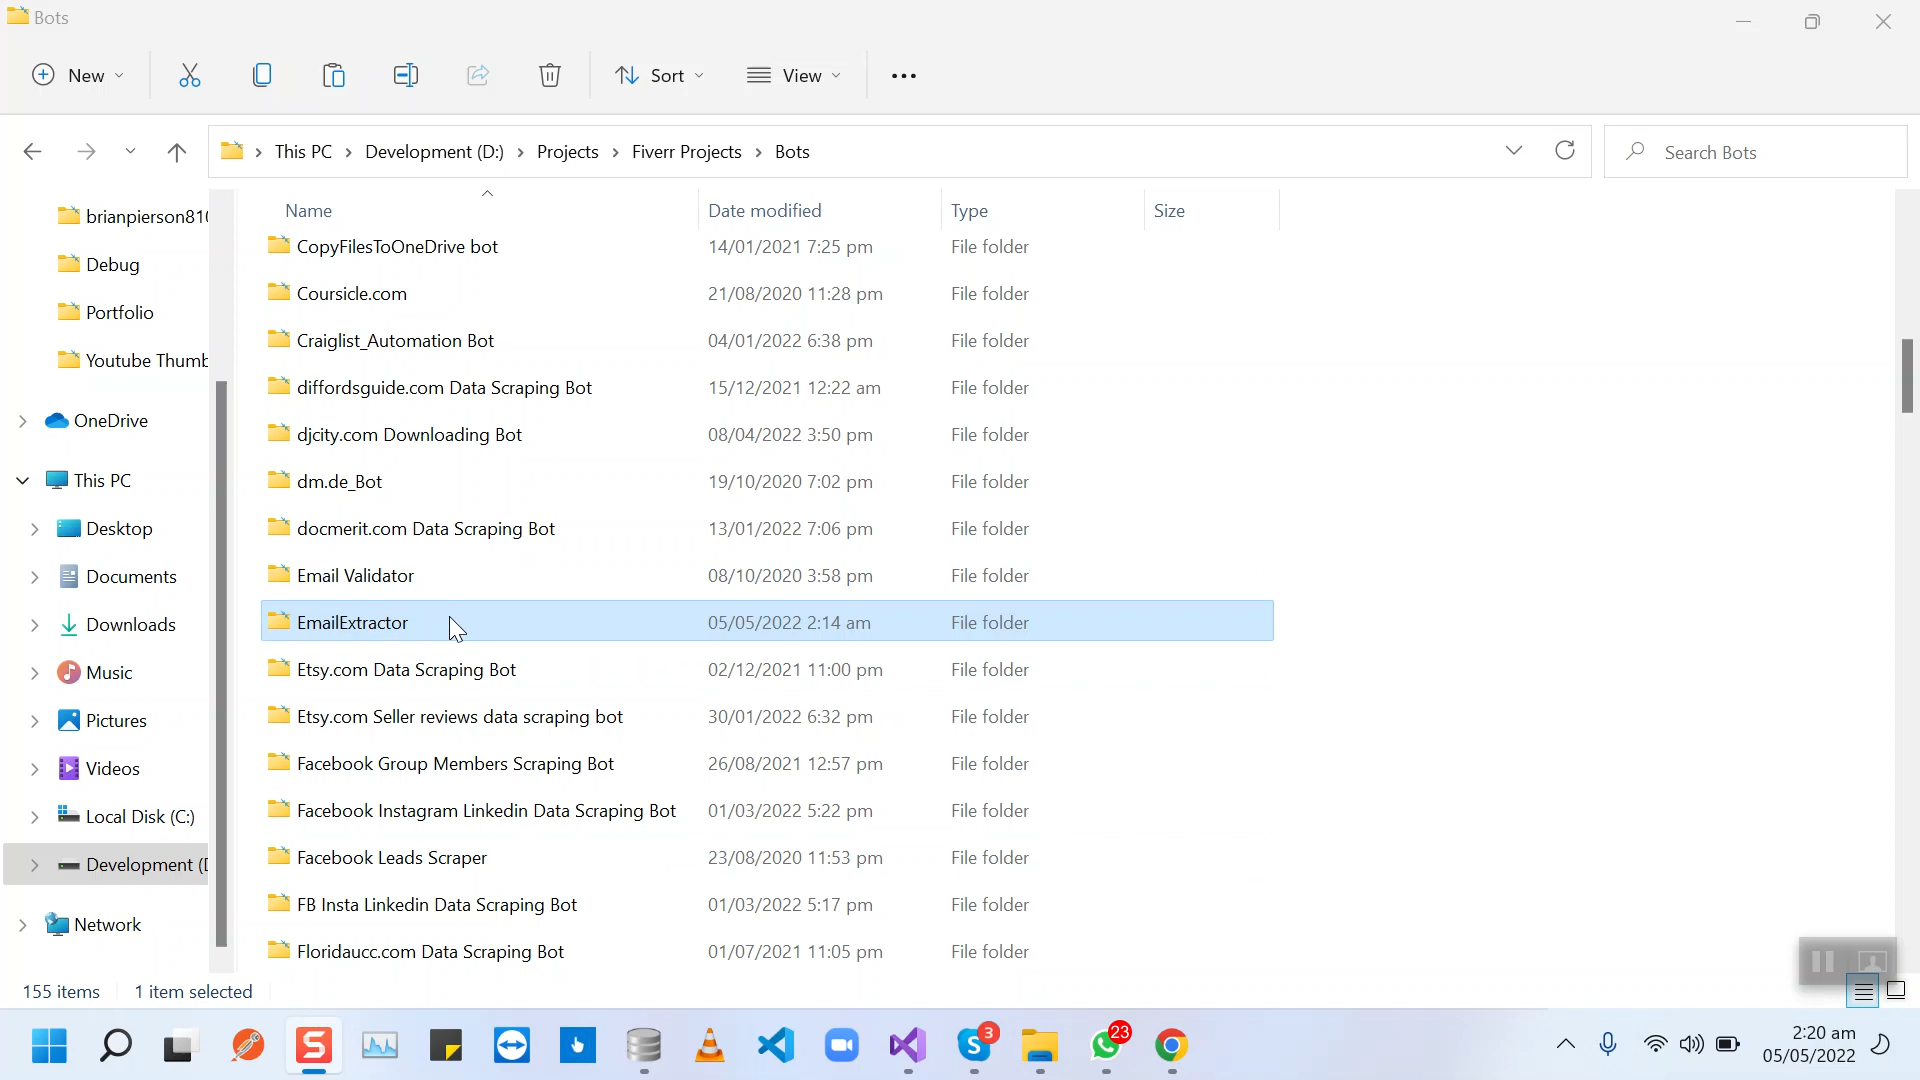 Bots
New
Sort
View
This PC > Development (D:) > Projects > Fiverr Projects > Bots
Search Bots
brianpierson810
Debug
Portfolio
Youtube Thumb
OneDrive
This PC
Desktop
Documents
Downloads
Music
Pictures
Videos
Local Disk (C:)
Development (D
Network
Name Date modified Type Size
CopyFilesToOneDrive bot 14/01/2021 7:25 pm File folder
Coursicle.com 21/08/2020 11:28 pm File folder
Craiglist_Automation Bot 04/01/2022 6:38 pm File folder
diffordsguide.com Data Scraping Bot 15/12/2021 12:22 am File folder
djcity.com Downloading Bot 08/04/2022 3:50 pm File folder
dm.de_Bot 19/10/2020 7:02 pm File folder
docmerit.com Data Scraping Bot 13/01/2022 7:06 pm File folder
Email Validator 08/10/2020 3:58 pm File folder
EmailExtractor 05/05/2022 2:14 am File folder
Etsy.com Data Scraping Bot 02/12/2021 11:00 pm File folder
Etsy.com Seller reviews data scraping bot 30/01/2022 6:32 pm File folder
Facebook Group Members Scraping Bot 26/08/2021 12:57 pm File folder
Facebook Instagram Linkedin Data Scraping Bot 01/03/2022 5:22 pm File folder
Facebook Leads Scraper 23/08/2020 11:53 pm File folder
FB Insta Linkedin Data Scraping Bot 01/03/2022 5:17 pm File folder
Floridaucc.com Data Scraping Bot 01/07/2021 11:05 pm File folder
155 items 1 item selected
3
23
2:20 am
05/05/2022